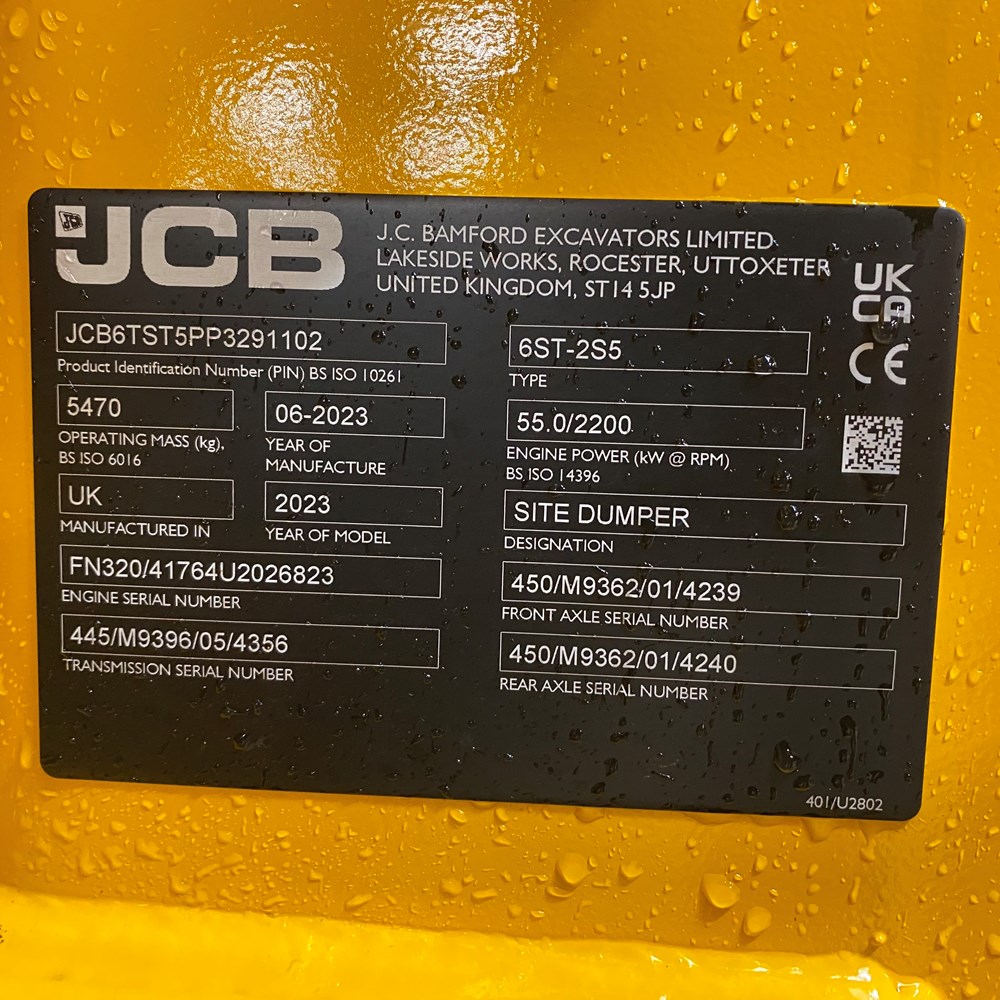 JCB
J.C. BAMFORD EXCAVATORS LIMITED
LAKESIDE WORKS, ROCESTER, UTTOXETER
UNITED KINGDOM, ST14 5JP
UK
CA
CE
JCB6TST5PP3291102
Product Identification Number (PIN) BS ISO 10261
6ST-2S5
TYPE
5470
OPERATING MASS (kg),
BS ISO 6016
06-2023
YEAR OF
MANUFACTURE
55.0/2200
ENGINE POWER (kW @ RPM)
BS ISO 14396
UK
MANUFACTURED IN
2023
YEAR OF MODEL
SITE DUMPER
DESIGNATION
FN320/41764U2026823
ENGINE SERIAL NUMBER
450/M9362/01/4239
FRONT AXLE SERIAL NUMBER
445/M9396/05/4356
TRANSMISSION SERIAL NUMBER
450/M9362/01/4240
REAR AXLE SERIAL NUMBER
401/U2802